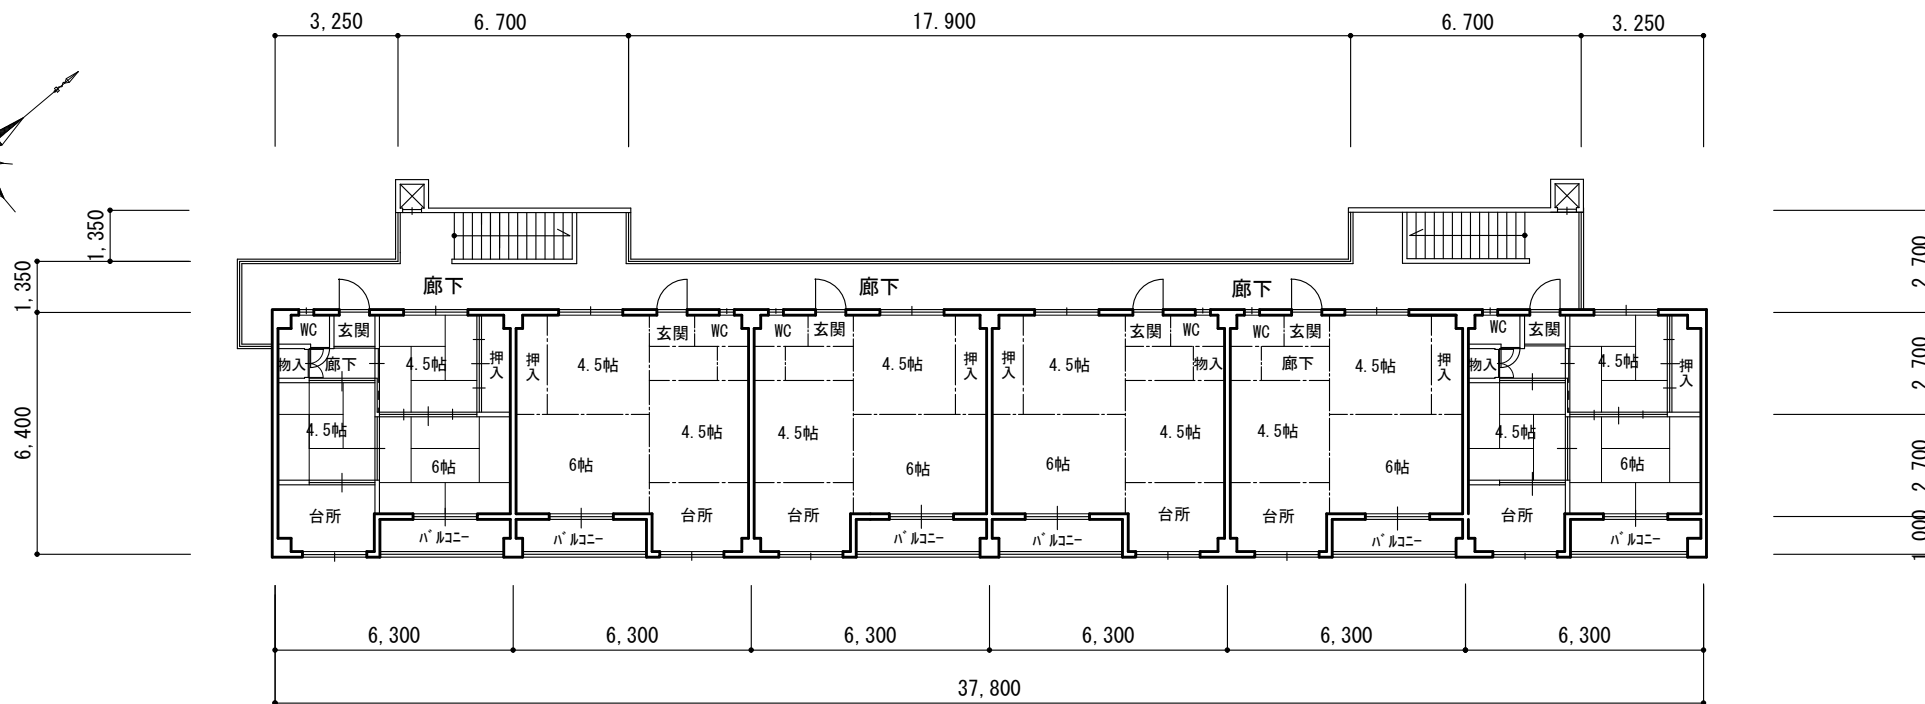 3,250
6.700
17.900
6.700
3.250
1,350
1,350
6,400
2,700
2,700
2,700
1,000
廊下
廊下
廊下
WC
玄関
物入
廊下
4.5帖
押入
4.5帖
6帖
台所
バルコニー
押入
4.5帖
玄関
WC
4.5帖
6帖
台所
バルコニー
WC
玄関
4.5帖
押入
4.5帖
6帖
台所
バルコニー
押入
4.5帖
玄関
WC
物入
4.5帖
6帖
台所
バルコニー
WC
玄関
廊下
4.5帖
押入
4.5帖
6帖
台所
バルコニー
WC
玄関
物入
4.5帖
押入
4.5帖
6帖
台所
バルコニー
6,300
6,300
6,300
6,300
6,300
6,300
37,800